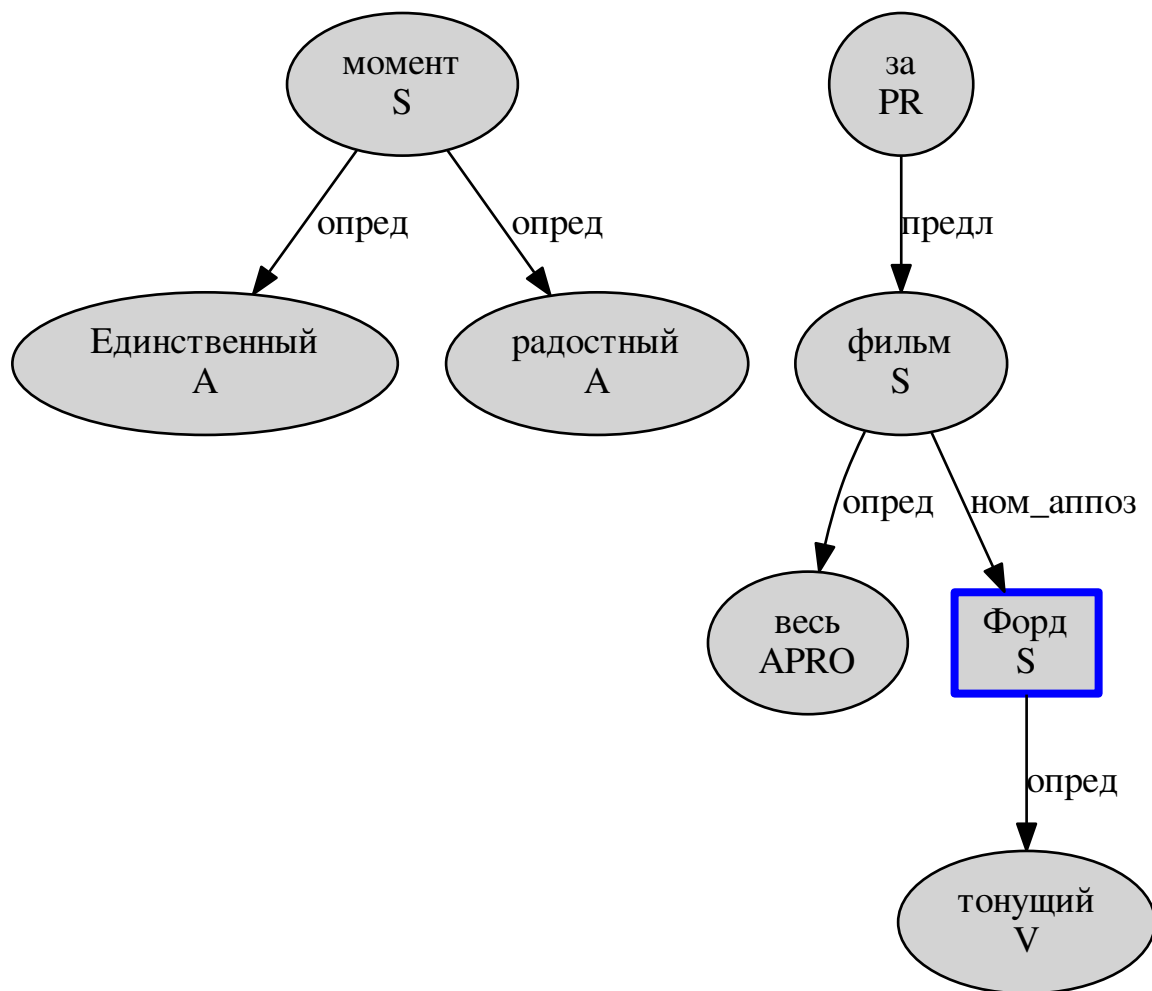 момент
S
за
PR
опред
опред
предл
Единственный
A
радостный
A
фильм
S
опред
ном_аппоз
весь
APRO
Форд
S
опред
тонущий
V